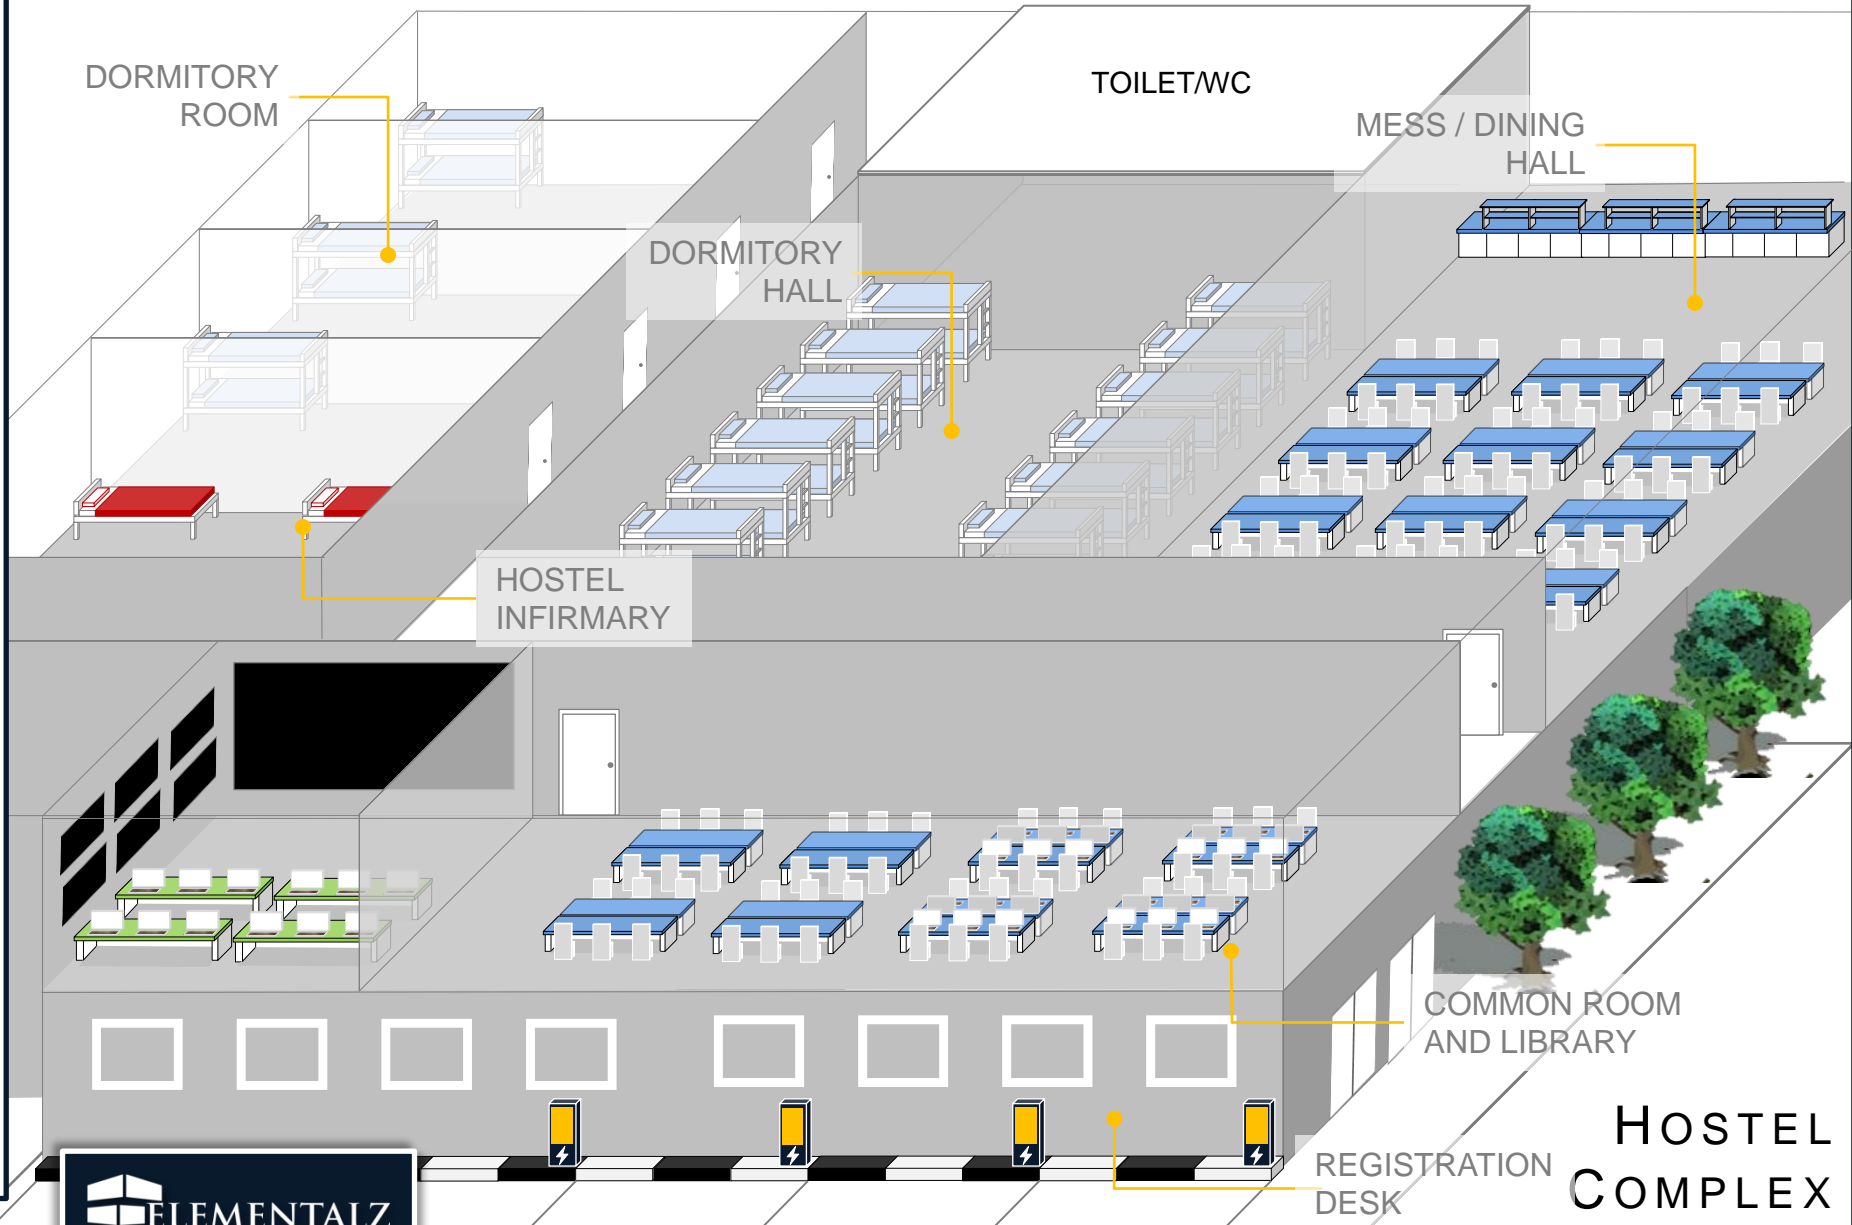 DORMITORY
ROOM
TOILET/WC
MESS / DINING
HALL
DORMITORY
HALL
HOSTEL
INFIRMARY
COMMON ROOM
AND LIBRARY
REGISTRATION
DESK
HOSTEL
COMPLEX
ELEMENTALZ